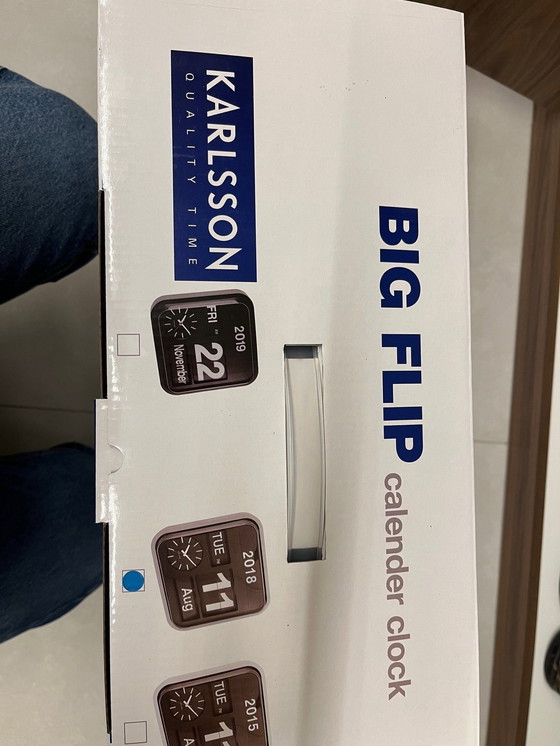 BIG FLIP calender clock
KARLSSON
QUALITY TIME
2019
FRI 22
November
2018
TUE 11
Aug
2015
TUE